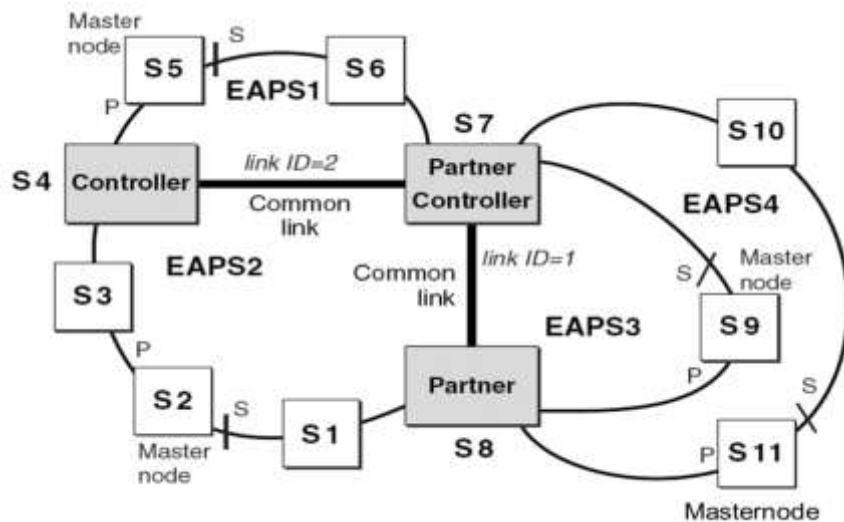 Master
node
S5
S
S6
EAPS1
P
S7
S10
S4
Controller
link ID=2
Common
link
Partner
Controller
EAPS4
EAPS2
Common
link
link ID=1
S
Master
node
S3
EAPS3
S9
P
S2
S
Partner
P
S
S1
Master
node
S8
P
S11
Masternode